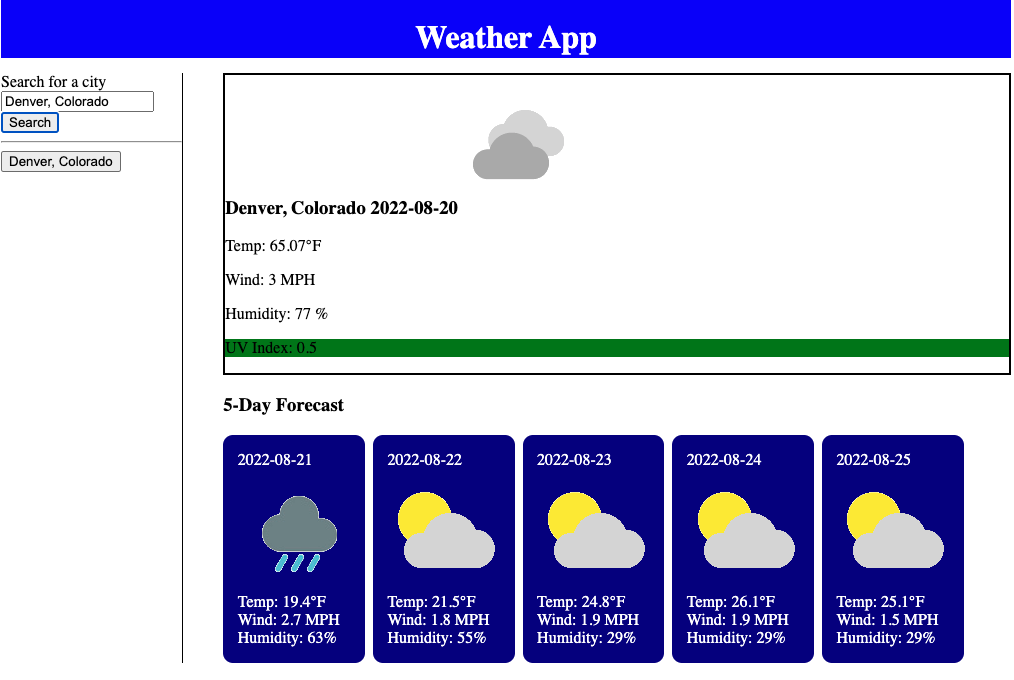 Weather App
Search for a city
Denver, Colorado
Search
Denver, Colorado
Denver, Colorado 2022-08-20
Temp: 65.07°F
Wind: 3 MPH
Humidity: 77 %
UV Index: 0.5
5-Day Forecast
2022-08-21
Temp: 19.4°F
Wind: 2.7 MPH
Humidity: 63%
2022-08-22
Temp: 21.5°F
Wind: 1.8 MPH
Humidity: 55%
2022-08-23
Temp: 24.8°F
Wind: 1.9 MPH
Humidity: 29%
2022-08-24
Temp: 26.1°F
Wind: 1.9 MPH
Humidity: 29%
2022-08-25
Temp: 25.1°F
Wind: 1.5 MPH
Humidity: 29%